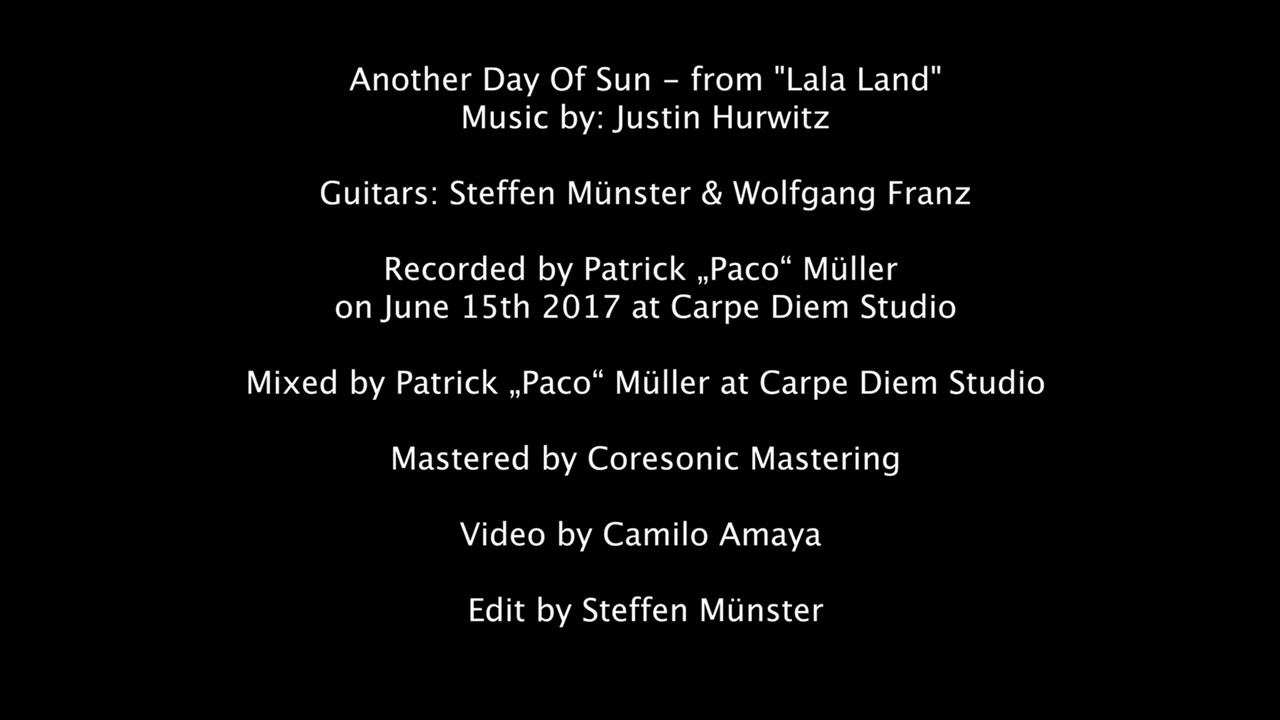 Another Day Of Sun – from "Lala Land"
Music by: Justin Hurwitz
Guitars: Steffen Münster & Wolfgang Franz
Recorded by Patrick „Paco“ Müller
on June 15th 2017 at Carpe Diem Studio
Mixed by Patrick „Paco“ Müller at Carpe Diem Studio
Mastered by Coresonic Mastering
Video by Camilo Amaya
Edit by Steffen Münster